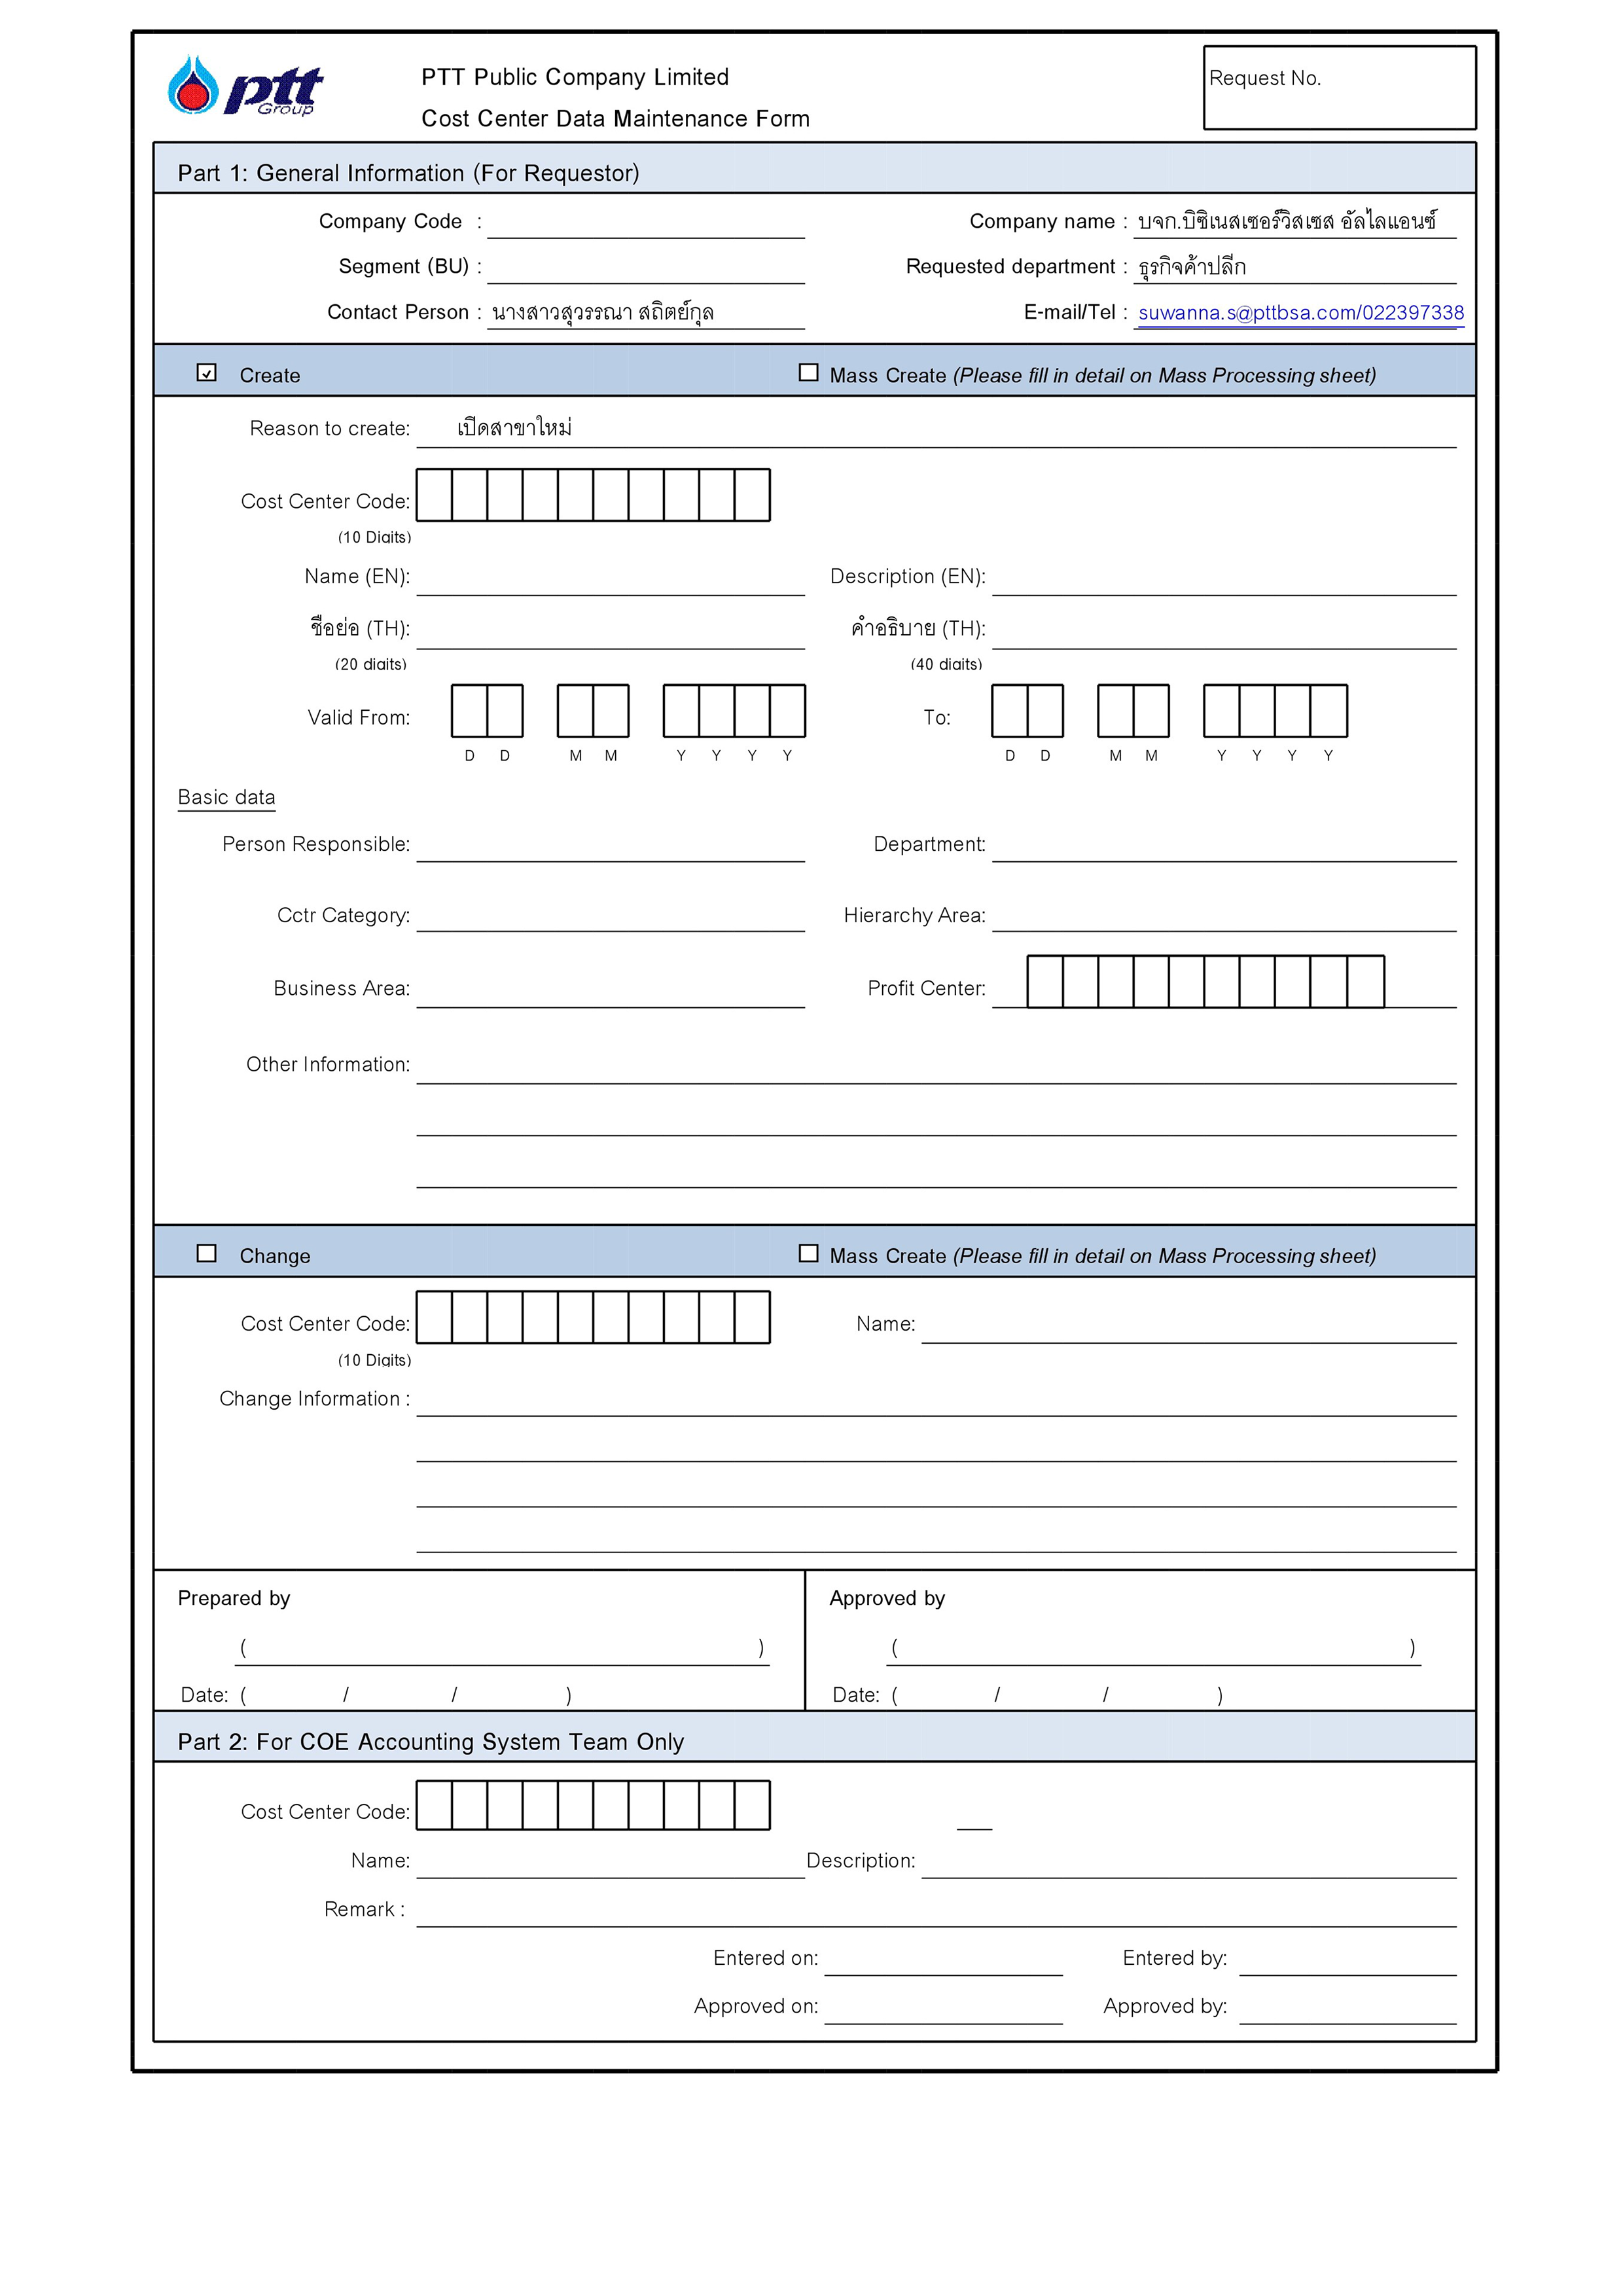 ptt
Group
PTT Public Company Limited
Request No.
Cost Center Data Maintenance Form
Part 1: General Information (For Requestor)
Company Code : Company name : บจก.บิซิเนสเซอร์วิสเซส อัลไลแอนซ์
Segment (BU) : Requested department : ธุรกิจค้าปลีก
Contact Person : นางสาวสุวรรณา สถิตย์กุล E-mail/Tel : suwanna.s@pttbsa.com/022397338
Create Mass Create (Please fill in detail on Mass Processing sheet)
Reason to create: เปิดสาขาใหม่
Cost Center Code:
(10 Digits)
Name (EN): Description (EN):
ชื่อย่อ (TH): คำอธิบาย (TH):
(20 digits) (40 digits)
Valid From: To:
D D M M Y Y Y Y D D M M Y Y Y Y
Basic data
Person Responsible: Department:
Cctr Category: Hierarchy Area:
Business Area: Profit Center:
Other Information:
Change Mass Create (Please fill in detail on Mass Processing sheet)
Cost Center Code: Name:
(10 Digits)
Change Information :
Prepared by Approved by
( ) ( )
Date: ( / / ) Date: ( / / )
Part 2: For COE Accounting System Team Only
Cost Center Code:
Name: Description:
Remark :
Entered on: Entered by:
Approved on: Approved by: